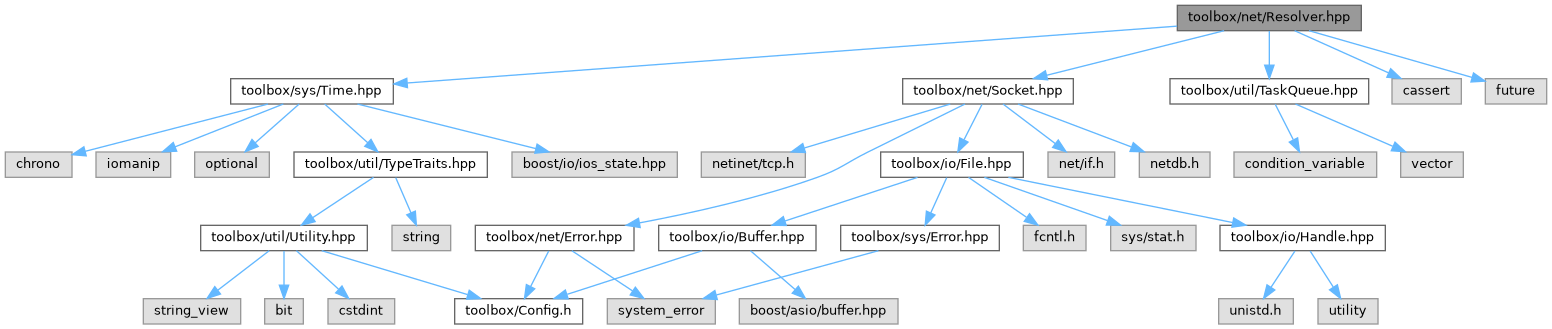 toolbox/net/Resolver.hpp
toolbox/sys/Time.hpp
toolbox/net/Socket.hpp
toolbox/util/TaskQueue.hpp
cassert
future
chrono
iomanip
optional
toolbox/util/TypeTraits.hpp
boost/io/ios_state.hpp
netinet/tcp.h
toolbox/io/File.hpp
net/if.h
netdb.h
condition_variable
vector
toolbox/util/Utility.hpp
string
toolbox/net/Error.hpp
toolbox/io/Buffer.hpp
toolbox/sys/Error.hpp
fcntl.h
sys/stat.h
toolbox/io/Handle.hpp
string_view
bit
cstdint
toolbox/Config.h
system_error
boost/asio/buffer.hpp
unistd.h
utility